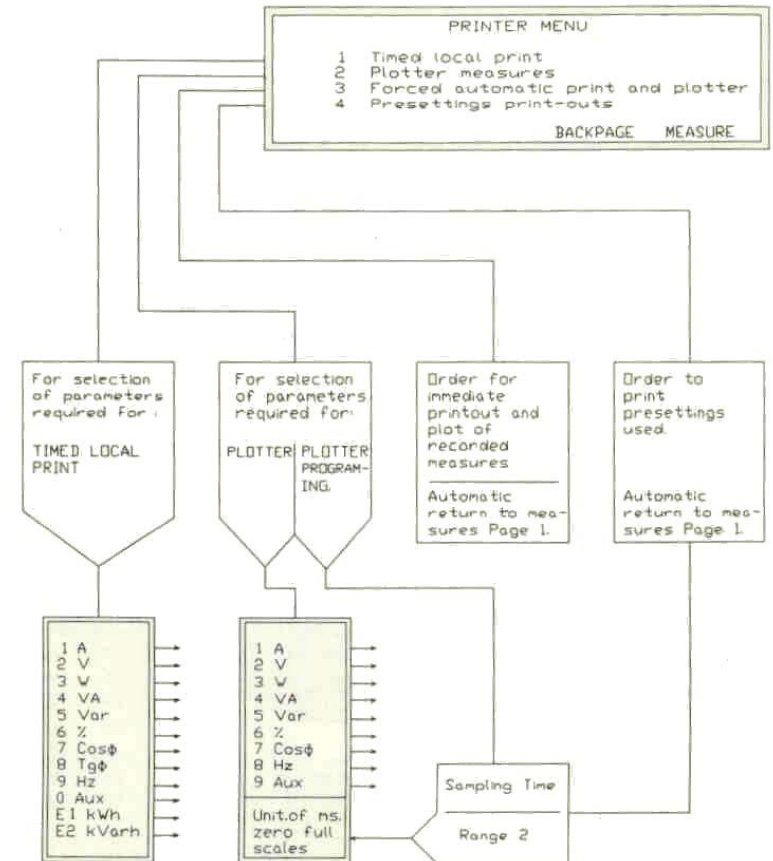 PRINTER MENU
1 Timed local print
2 Plotter measures
3 Forced automatic print and plotter
4 Presettings print-outs
BACKPAGE MEASURE
For selection
of parameters
required for :
TIMED LOCAL
PRINT
For selection
of parameters
required for:
PLOTTER
PLOTTER
PROGRAM-
ING.
Order for
immediate
printout and
plot of
recorded
measures
Automatic
return to mea-
sures Page 1.
Order to
print
presettings
used.
Automatic
return to mea-
sures Page 1.
1 A
2 V
3 W
4 VA
5 Var
6 %
7 Cosϕ
8 Tgϕ
9 Hz
0 Aux
E1 kWh
E2 kVarh
1 A
2 V
3 W
4 VA
5 Var
6 %
7 Cosϕ
8 Hz
9 Aux
Unit.of ms.
zero full
scales
Sampling Time
Range 2